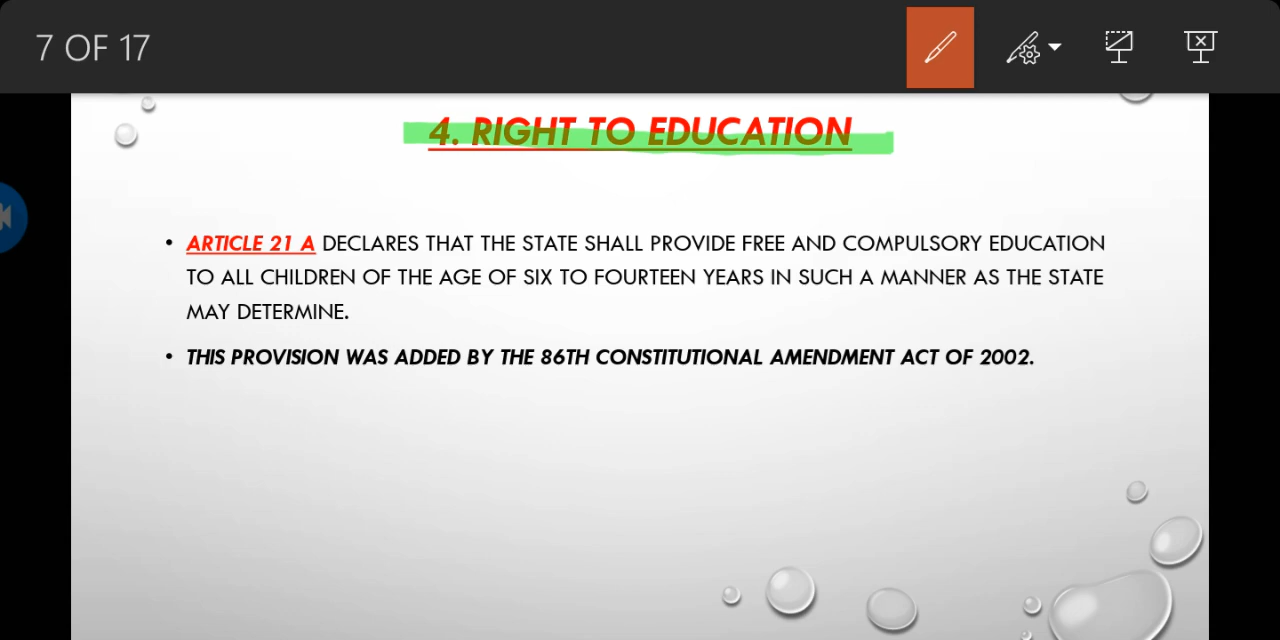 7 OF 17
4. RIGHT TO EDUCATION
• ARTICLE 21 A DECLARES THAT THE STATE SHALL PROVIDE FREE AND COMPULSORY EDUCATION
TO ALL CHILDREN OF THE AGE OF SIX TO FOURTEEN YEARS IN SUCH A MANNER AS THE STATE
MAY DETERMINE.
• THIS PROVISION WAS ADDED BY THE 86TH CONSTITUTIONAL AMENDMENT ACT OF 2002.